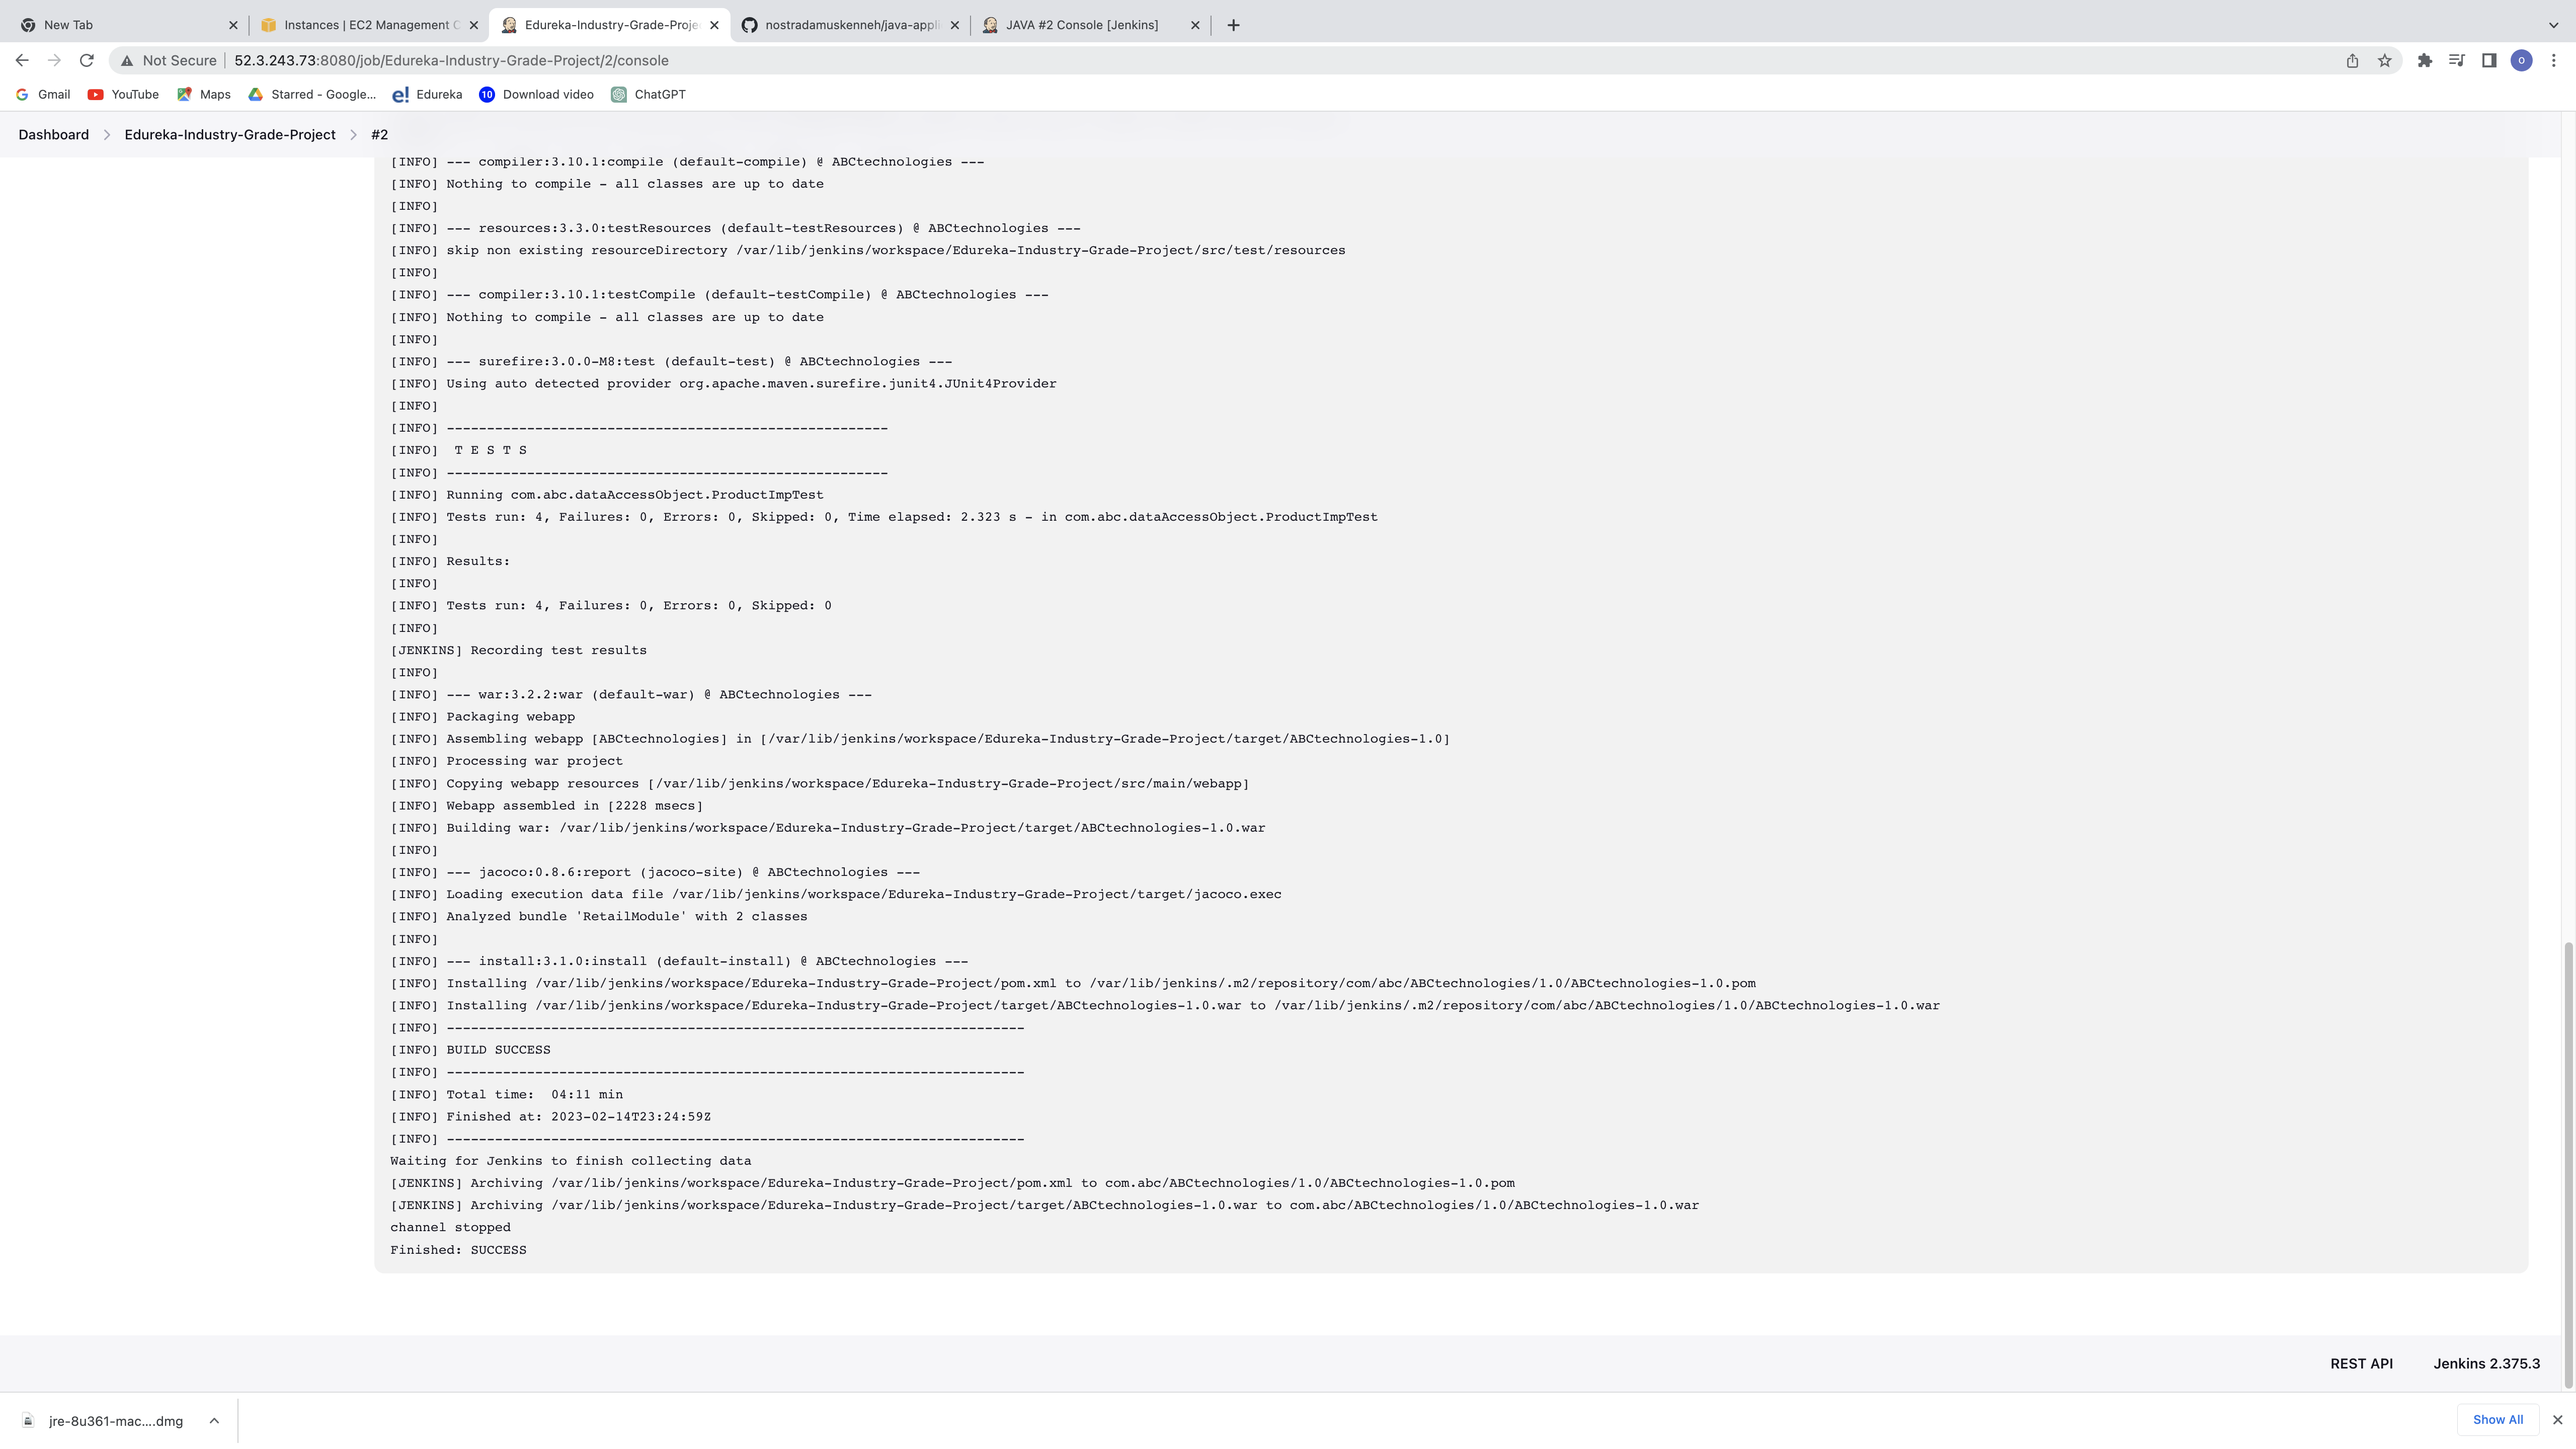 New Tab
Instances | EC2 Management C
Edureka-Industry-Grade-Proje
nostradamuskenneh/java-appli
JAVA #2 Console [Jenkins]
Not Secure
52.3.243.73:8080/job/Edureka-Industry-Grade-Project/2/console
O
Gmail
YouTube
Maps
Starred - Google...
e! Edureka
10 Download video
ChatGPT
Dashboard
Edureka-Industry-Grade-Project
#2
[INFO] --- compiler:3.10.1:compile (default-compile) @ ABCtechnologies ---
[INFO] Nothing to compile - all classes are up to date
[INFO]
[INFO] --- resources:3.3.0:testResources (default-testResources) @ ABCtechnologies ---
[INFO] skip non existing resourceDirectory /var/lib/jenkins/workspace/Edureka-Industry-Grade-Project/src/test/resources
[INFO]
[INFO] --- compiler:3.10.1:testCompile (default-testCompile) @ ABCtechnologies ---
[INFO] Nothing to compile - all classes are up to date
[INFO]
[INFO] --- surefire:3.0.0-M8:test (default-test) @ ABCtechnologies ---
[INFO] Using auto detected provider org.apache.maven.surefire.junit4.JUnit4Provider
[INFO]
[INFO] -------------------------------------------------------
[INFO]  T E S T S
[INFO] -------------------------------------------------------
[INFO] Running com.abc.dataAccessObject.ProductImpTest
[INFO] Tests run: 4, Failures: 0, Errors: 0, Skipped: 0, Time elapsed: 2.323 s - in com.abc.dataAccessObject.ProductImpTest
[INFO]
[INFO] Results:
[INFO]
[INFO] Tests run: 4, Failures: 0, Errors: 0, Skipped: 0
[INFO]
[JENKINS] Recording test results
[INFO]
[INFO] --- war:3.2.2:war (default-war) @ ABCtechnologies ---
[INFO] Packaging webapp
[INFO] Assembling webapp [ABCtechnologies] in [/var/lib/jenkins/workspace/Edureka-Industry-Grade-Project/target/ABCtechnologies-1.0]
[INFO] Processing war project
[INFO] Copying webapp resources [/var/lib/jenkins/workspace/Edureka-Industry-Grade-Project/src/main/webapp]
[INFO] Webapp assembled in [2228 msecs]
[INFO] Building war: /var/lib/jenkins/workspace/Edureka-Industry-Grade-Project/target/ABCtechnologies-1.0.war
[INFO]
[INFO] --- jacoco:0.8.6:report (jacoco-site) @ ABCtechnologies ---
[INFO] Loading execution data file /var/lib/jenkins/workspace/Edureka-Industry-Grade-Project/target/jacoco.exec
[INFO] Analyzed bundle 'RetailModule' with 2 classes
[INFO]
[INFO] --- install:3.1.0:install (default-install) @ ABCtechnologies ---
[INFO] Installing /var/lib/jenkins/workspace/Edureka-Industry-Grade-Project/pom.xml to /var/lib/jenkins/.m2/repository/com/abc/ABCtechnologies/1.0/ABCtechnologies-1.0.pom
[INFO] Installing /var/lib/jenkins/workspace/Edureka-Industry-Grade-Project/target/ABCtechnologies-1.0.war to /var/lib/jenkins/.m2/repository/com/abc/ABCtechnologies/1.0/ABCtechnologies-1.0.war
[INFO] ------------------------------------------------------------------------
[INFO] BUILD SUCCESS
[INFO] ------------------------------------------------------------------------
[INFO] Total time:  04:11 min
[INFO] Finished at: 2023-02-14T23:24:59Z
[INFO] ------------------------------------------------------------------------
Waiting for Jenkins to finish collecting data
[JENKINS] Archiving /var/lib/jenkins/workspace/Edureka-Industry-Grade-Project/pom.xml to com.abc/ABCtechnologies/1.0/ABCtechnologies-1.0.pom
[JENKINS] Archiving /var/lib/jenkins/workspace/Edureka-Industry-Grade-Project/target/ABCtechnologies-1.0.war to com.abc/ABCtechnologies/1.0/ABCtechnologies-1.0.war
channel stopped
Finished: SUCCESS
REST API
Jenkins 2.375.3
jre-8u361-mac....dmg
Show All